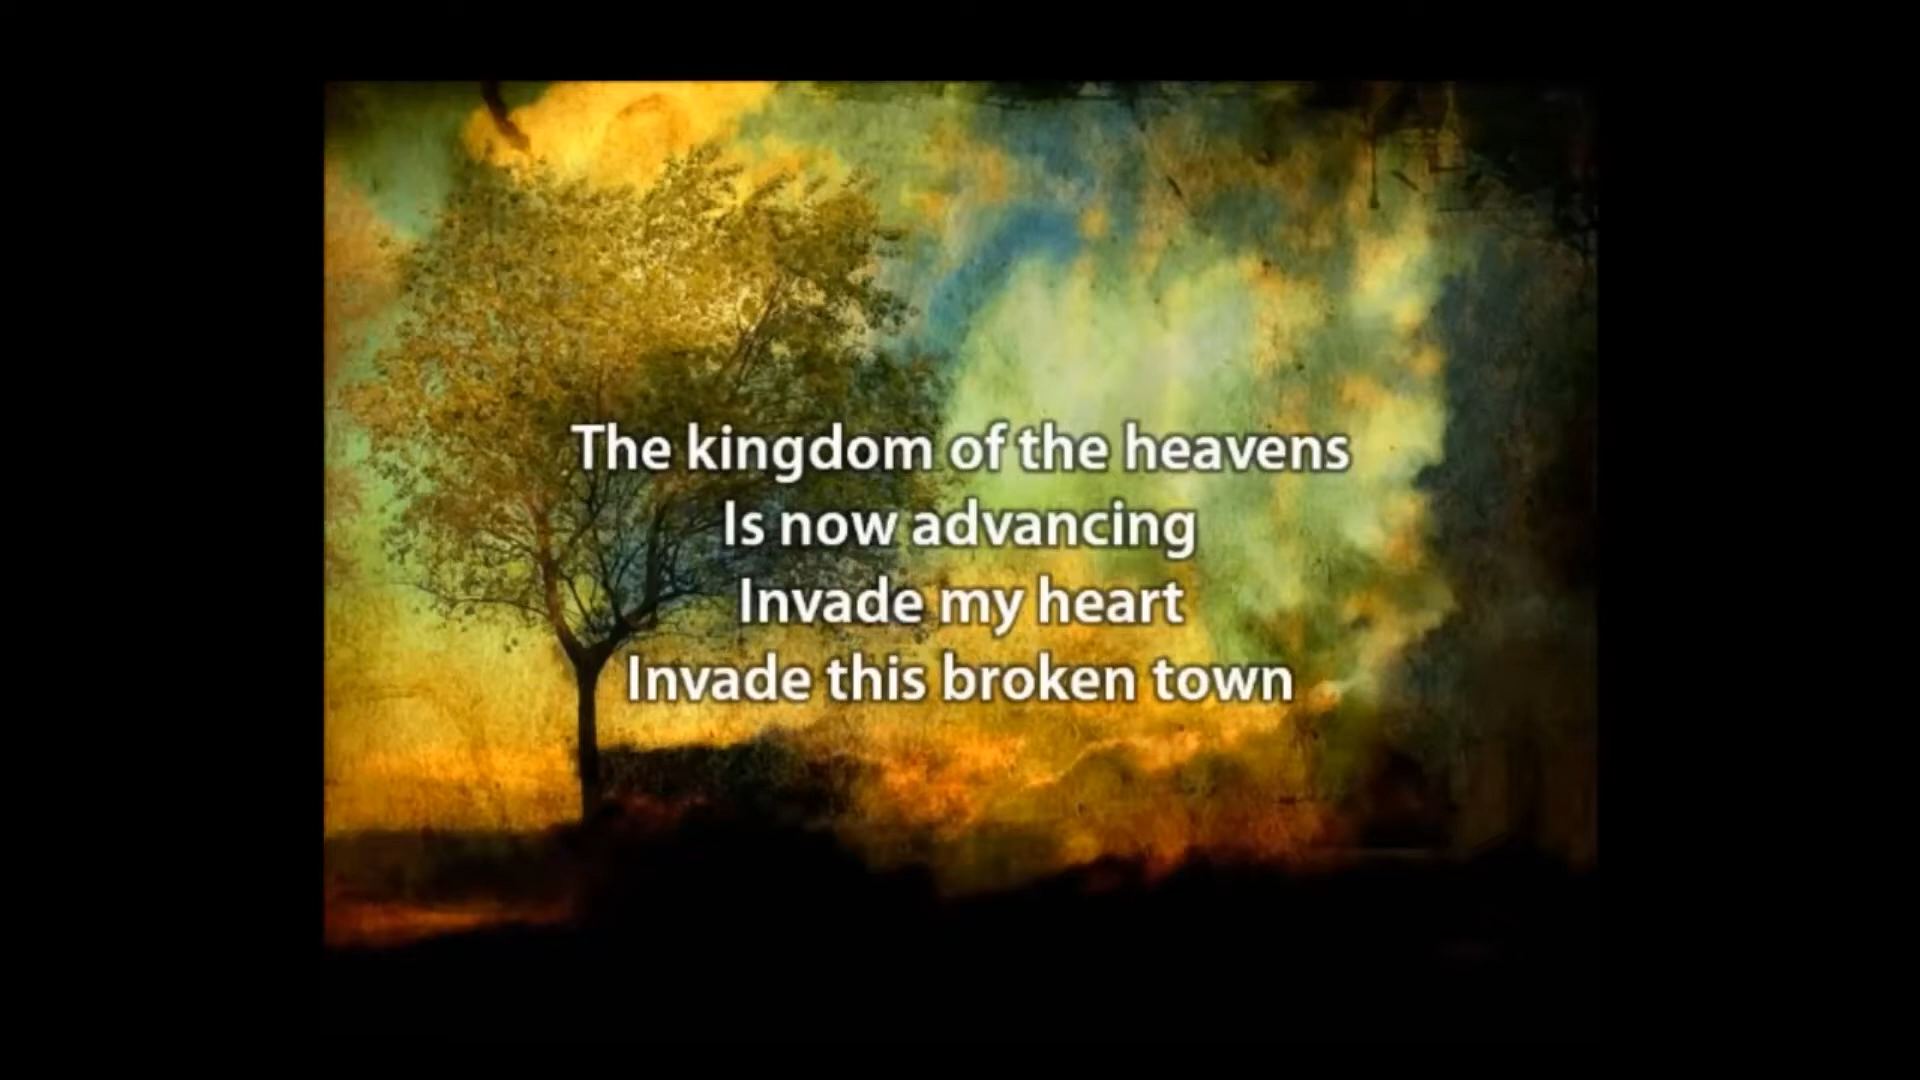 The kingdom of the heavens
Is now advancing
Invade my heart
Invade this broken town